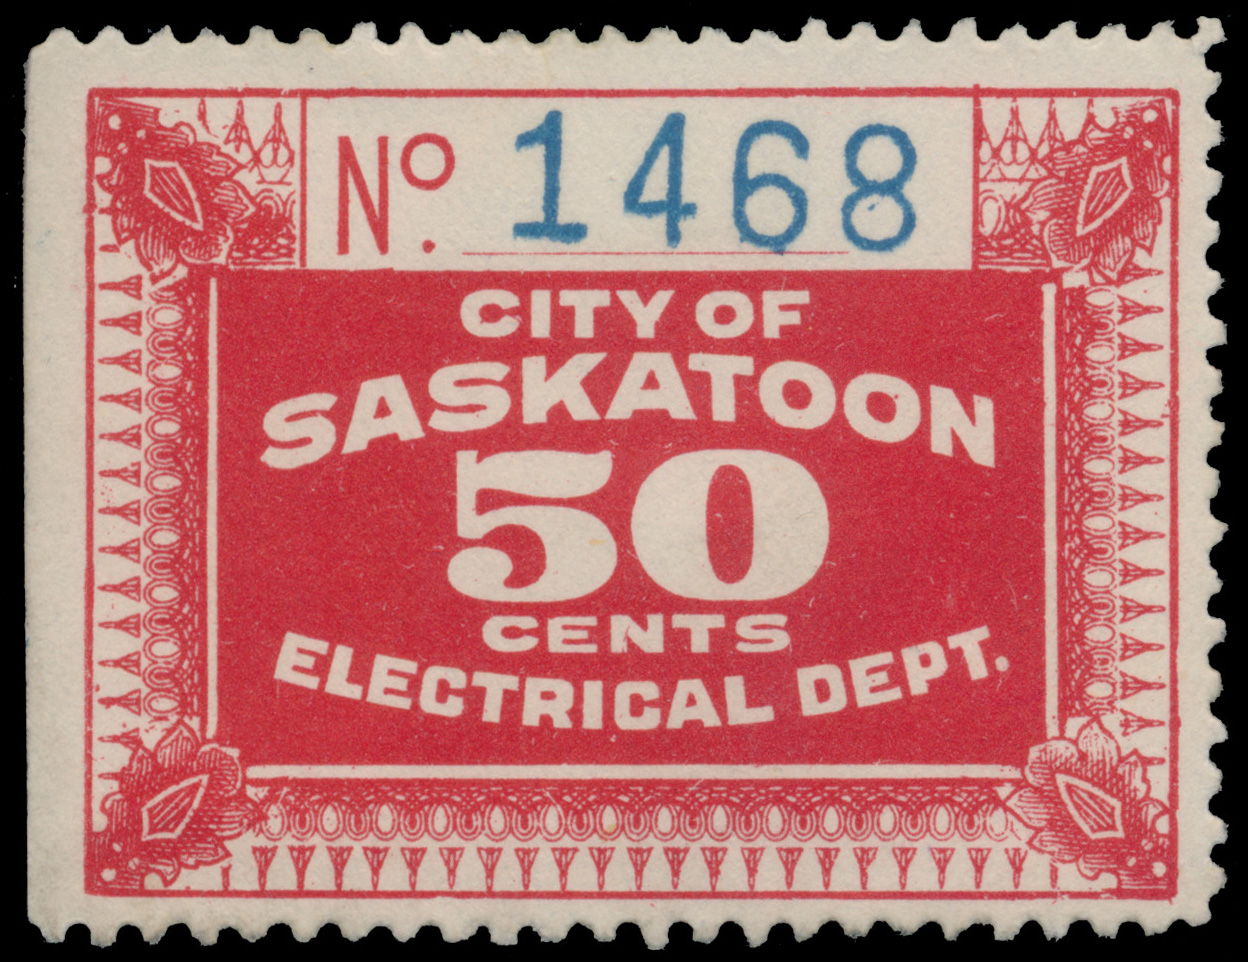 No. 1468
CITY OF
SASKATOON
50
CENTS
ELECTRICAL DEPT.